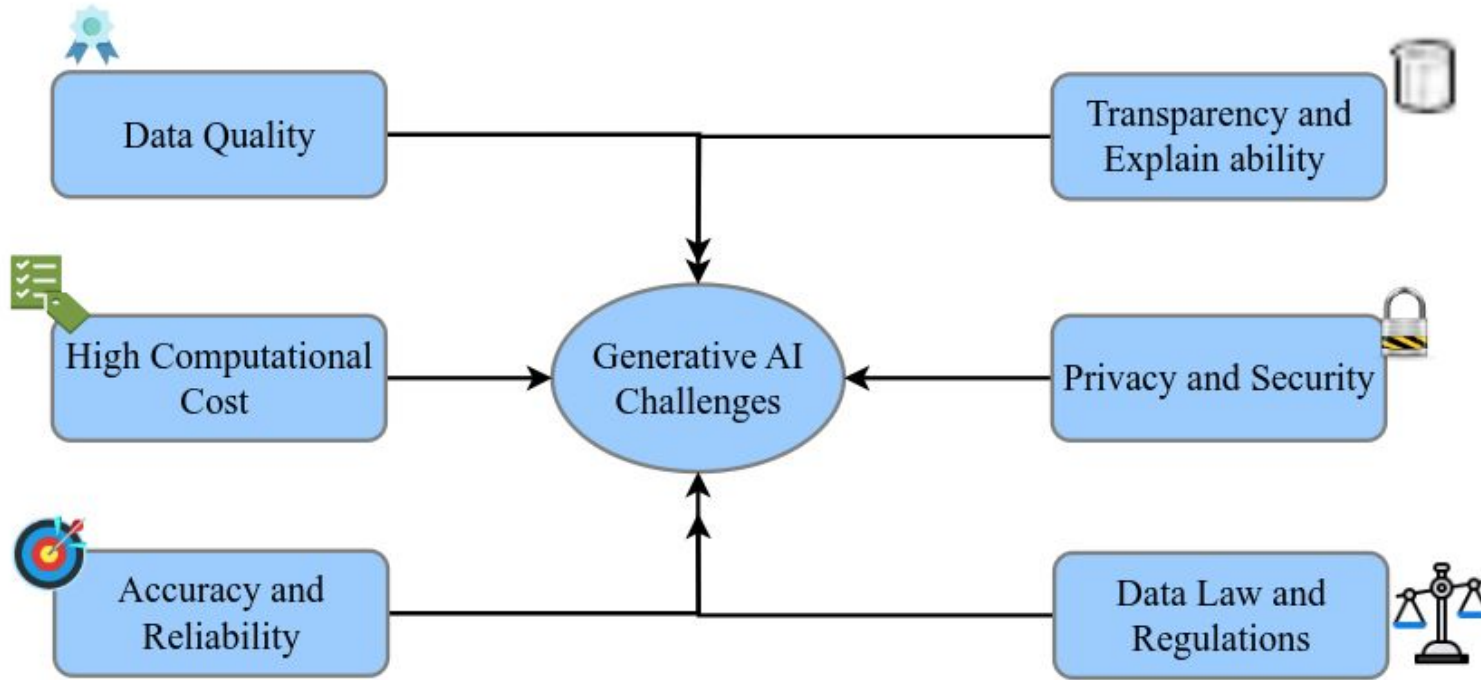 Data Quality
Transparency and
Explain ability
High Computational
Cost
Generative AI
Challenges
Privacy and Security
Accuracy and
Reliability
Data Law and
Regulations